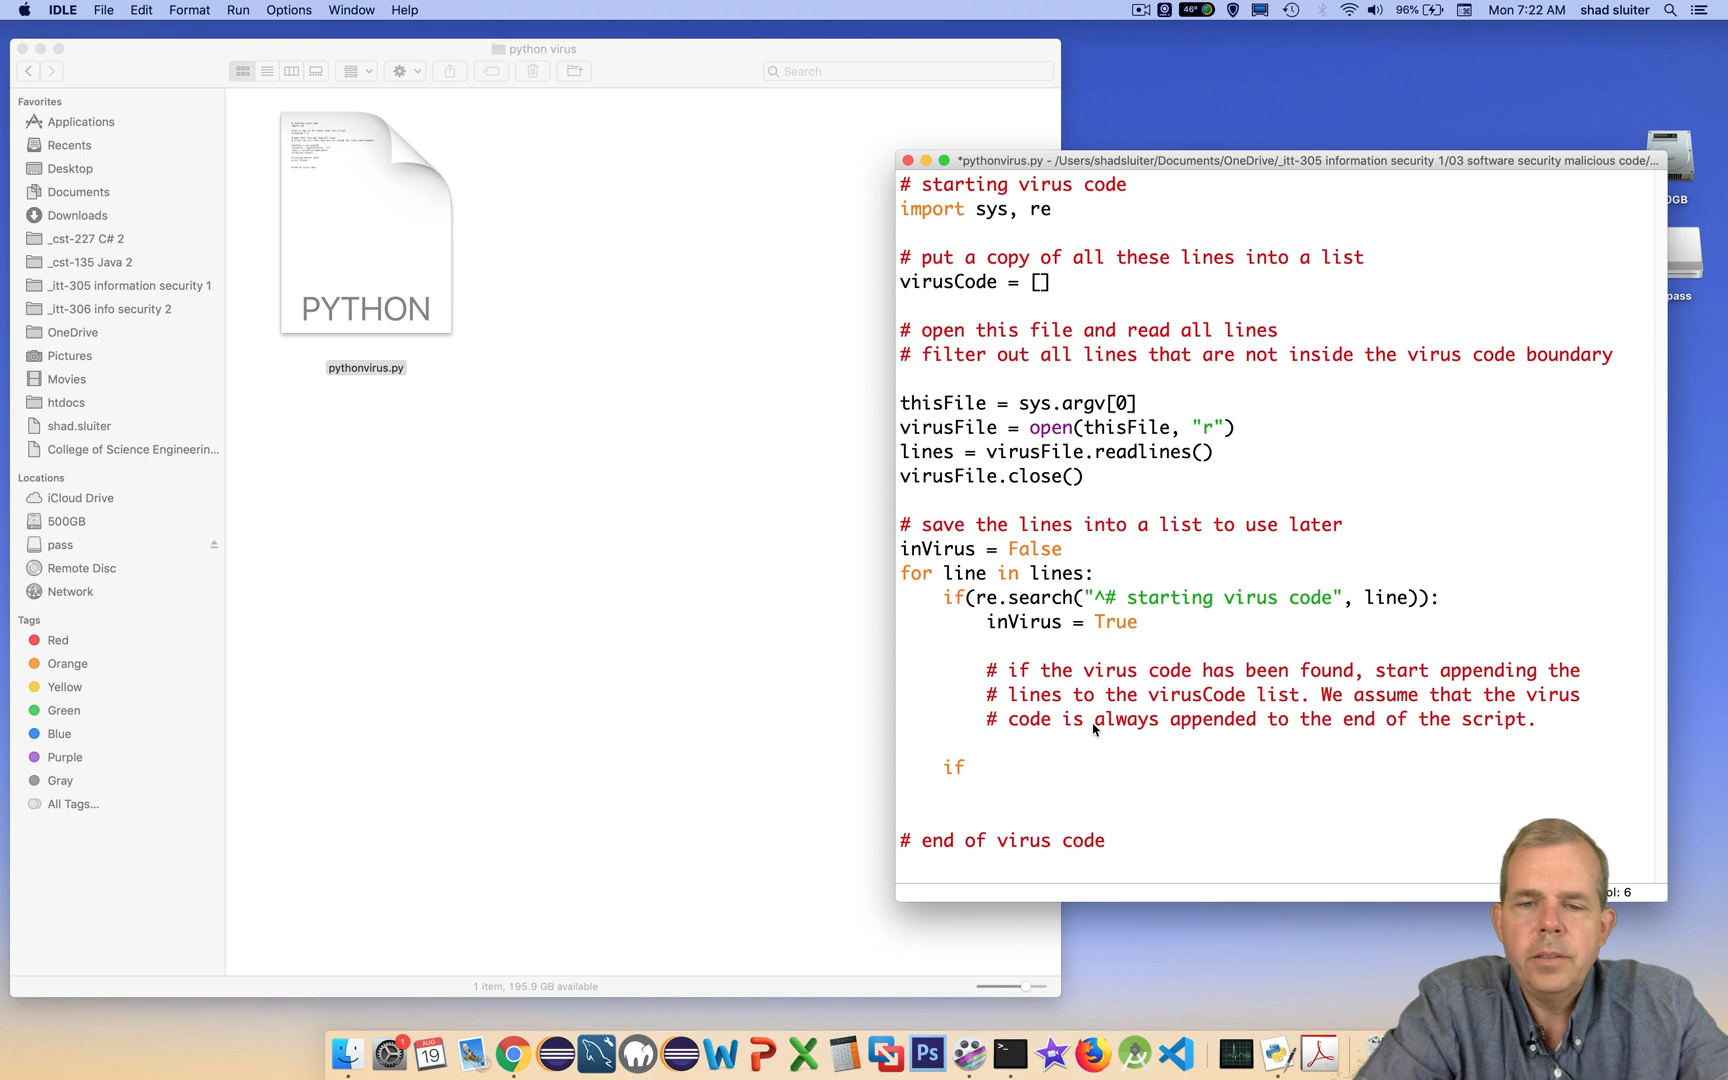 IDLE File Edit Format Run Options Window Help
46° 96% Mon 7:22 AM shad sluiter
python virus
Search
Favorites
Applications
Recents
Desktop
Documents
Downloads
_cst-227 C# 2
_cst-135 Java 2
_itt-305 information security 1
_itt-306 info security 2
OneDrive
Pictures
Movies
htdocs
shad.sluiter
College of Science Engineerin...
Locations
iCloud Drive
500GB
pass
Remote Disc
Network
Tags
Red
Orange
Yellow
Green
Blue
Purple
Gray
All Tags...
PYTHON
pythonvirus.py
1 item, 195.9 GB available
*pythonvirus.py - /Users/shadsluiter/Documents/OneDrive/_itt-305 information security 1/03 software security malicious code/...
# starting virus code
import sys, re
# put a copy of all these lines into a list
virusCode = []
# open this file and read all lines
# filter out all lines that are not inside the virus code boundary
thisFile = sys.argv[0]
virusFile = open(thisFile, "r")
lines = virusFile.readlines()
virusFile.close()
# save the lines into a list to use later
inVirus = False
for line in lines:
if(re.search("^# starting virus code", line)):
inVirus = True
# if the virus code has been found, start appending the
# lines to the virusCode list. We assume that the virus
# code is always appended to the end of the script.
if
# end of virus code
ol: 6
0GB
pass
1
AUG
19